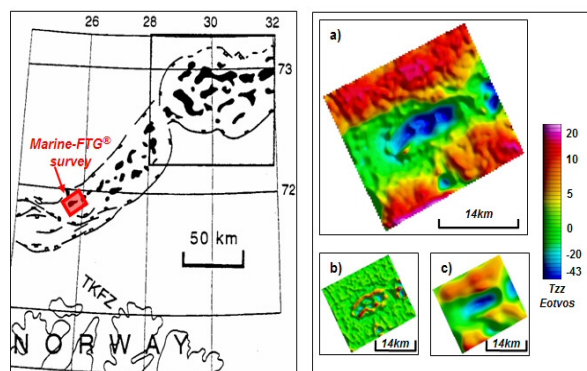 26 28 30 32
73
Marine-FTG®
survey
72
50 km
TKFZ
NORWAY
a)
14km
b)
14km
c)
14km
20
10
5
0
-20
-43
Tzz
Eotvos